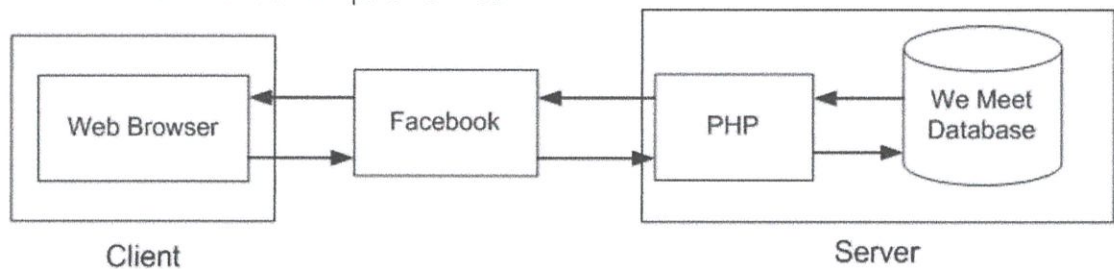 Web Browser
Facebook
PHP
We Meet
Database
Client
Server